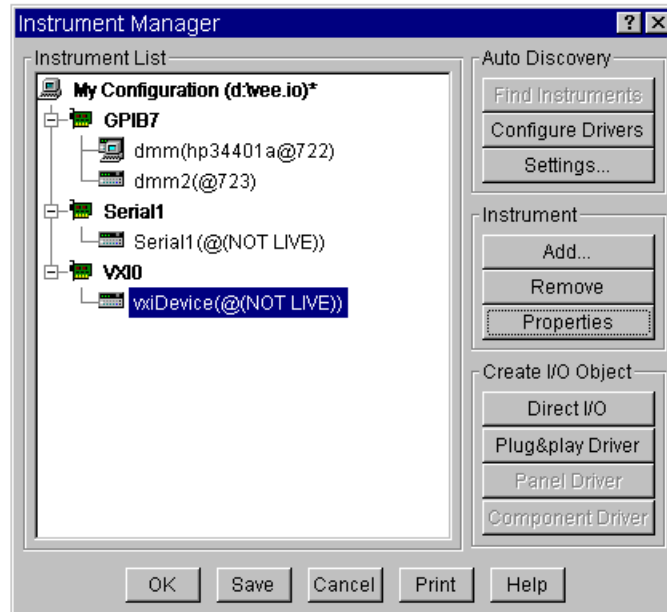 Instrument Manager
Instrument List
My Configuration (d:\vee.io)*
GPIB7
dmm(hp34401a@722)
dmm2(@723)
Serial1
Serial1(@(NOT LIVE))
VXI0
vxiDevice(@(NOT LIVE))
Auto Discovery
Find Instruments
Configure Drivers
Settings...
Instrument
Add...
Remove
Properties
Create I/O Object
Direct I/O
Plug&play Driver
Panel Driver
Component Driver
OK
Save
Cancel
Print
Help